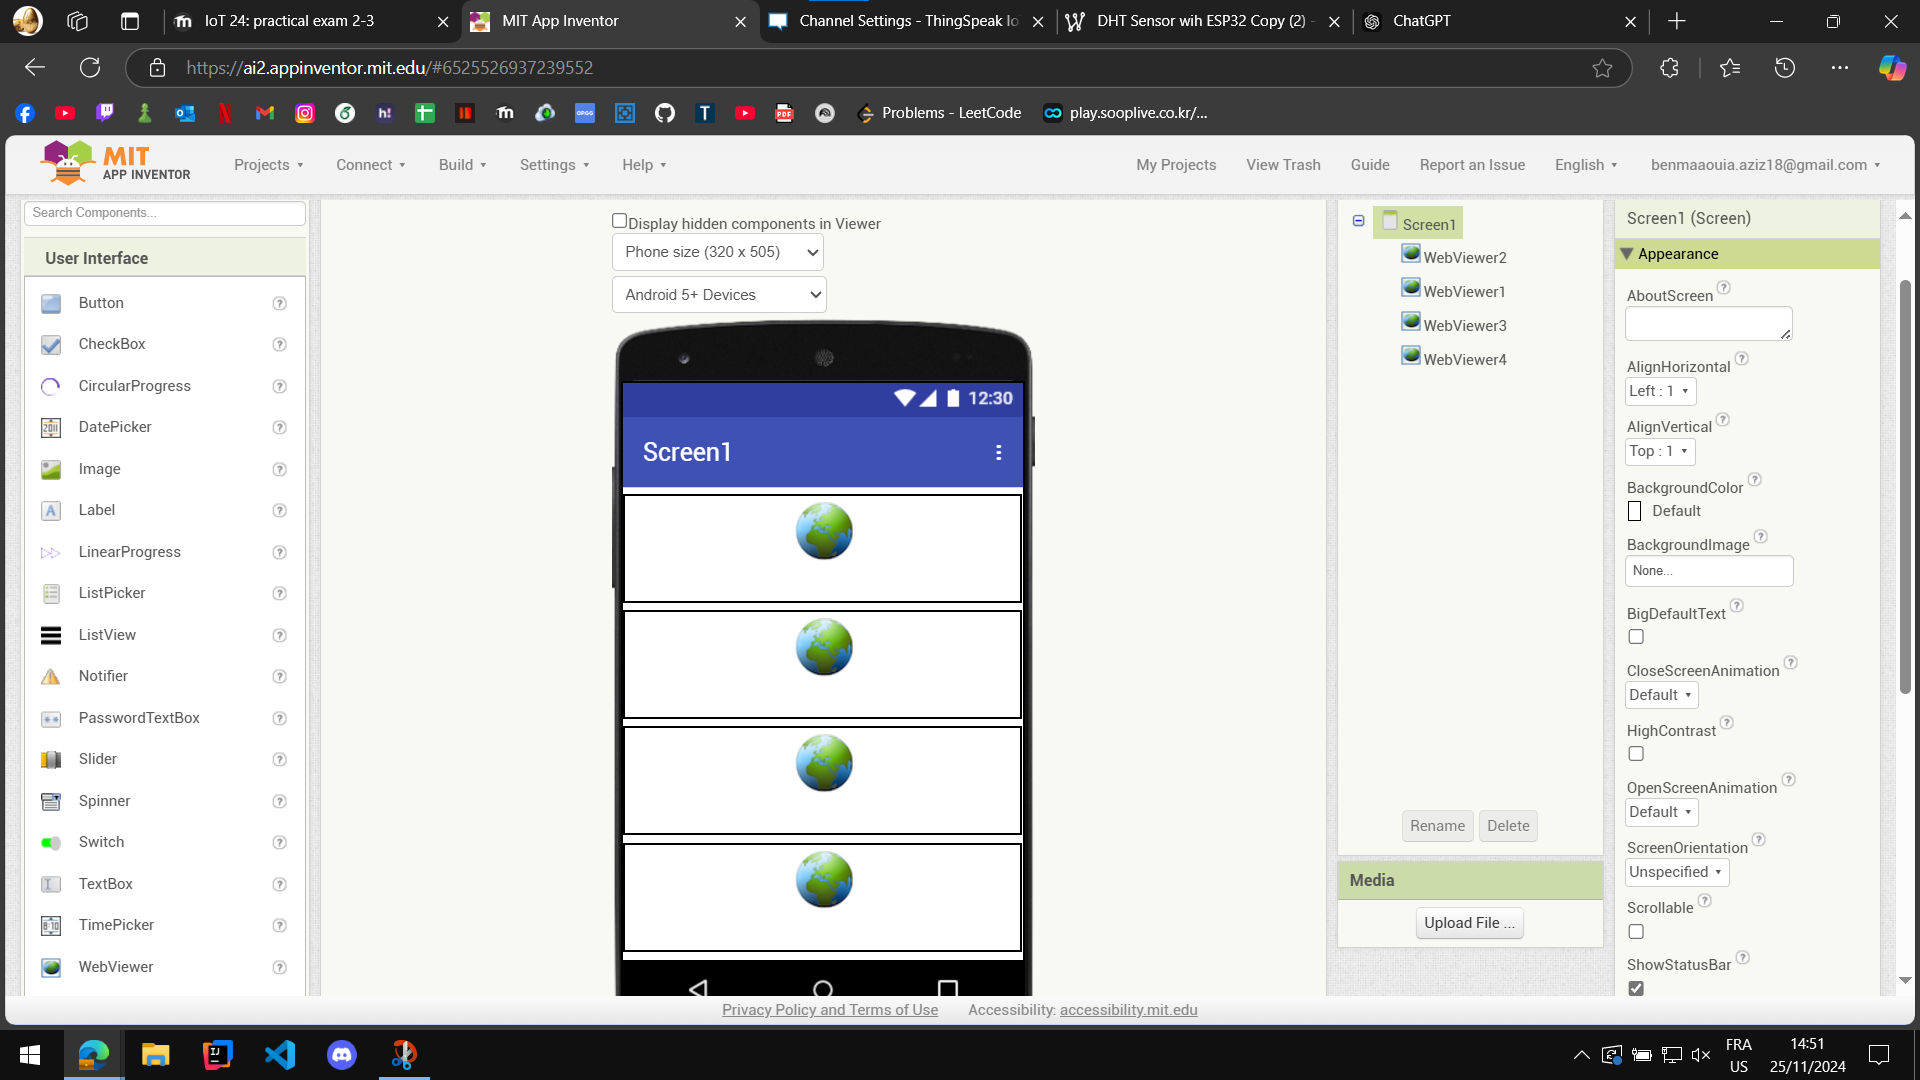 IoT 24: practical exam 2-3
MIT App Inventor
Channel Settings - ThingSpeak Io
DHT Sensor wih ESP32 Copy (2) -
ChatGPT
https://ai2.appinventor.mit.edu/#6525526937239552
Problems - LeetCode
play.sooplive.co.kr/...
MIT
APP INVENTOR
Projects
Connect
Build
Settings
Help
My Projects
View Trash
Guide
Report an Issue
English
benmaaouia.aziz18@gmail.com
Search Components...
User Interface
Button
CheckBox
CircularProgress
DatePicker
Image
Label
LinearProgress
ListPicker
ListView
Notifier
PasswordTextBox
Slider
Spinner
Switch
TextBox
TimePicker
WebViewer
Display hidden components in Viewer
Phone size (320 x 505)
Android 5+ Devices
12:30
Screen1
Screen1
WebViewer2
WebViewer1
WebViewer3
WebViewer4
Rename
Delete
Media
Upload File ...
Screen1 (Screen)
Appearance
AboutScreen
AlignHorizontal
Left : 1
AlignVertical
Top : 1
BackgroundColor
Default
BackgroundImage
None...
BigDefaultText
CloseScreenAnimation
Default
HighContrast
OpenScreenAnimation
Default
ScreenOrientation
Unspecified
Scrollable
ShowStatusBar
Privacy Policy and Terms of Use
Accessibility: accessibility.mit.edu
FRA
US
14:51
25/11/2024